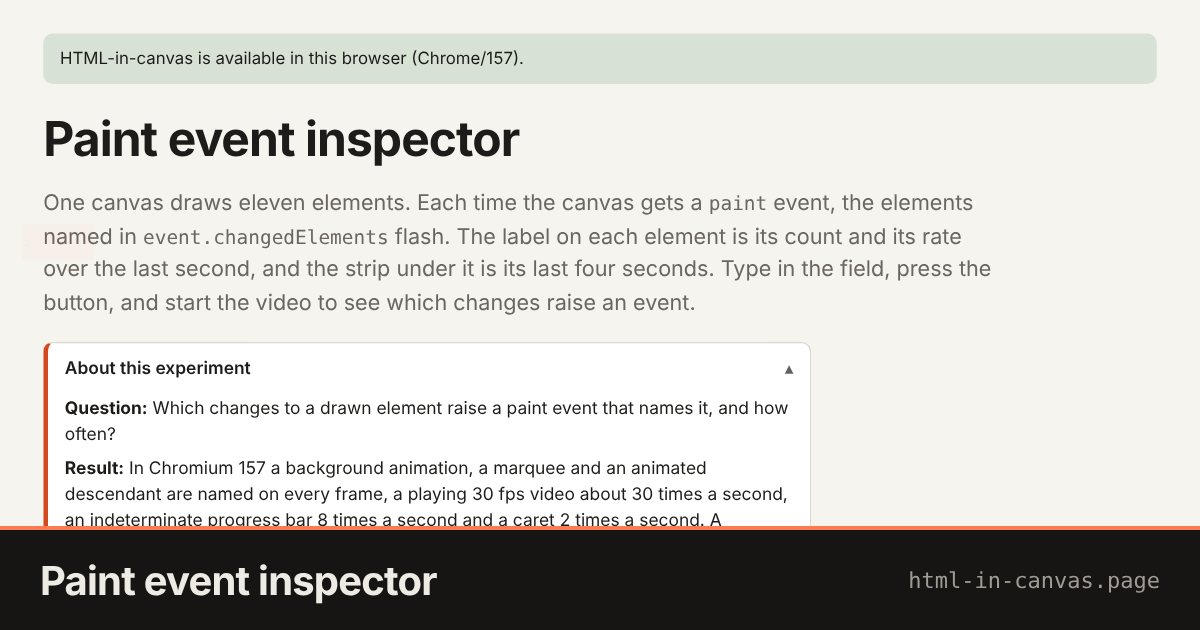 HTML-in-canvas is available in this browser (Chrome/157).
Paint event inspector
One canvas draws eleven elements. Each time the canvas gets a paint event, the elements
named in event.changedElements flash. The label on each element is its count and its rate
over the last second, and the strip under it is its last four seconds. Type in the field, press the
button, and start the video to see which changes raise an event.
About this experiment ▲
Question: Which changes to a drawn element raise a paint event that names it, and how
often?
Result: In Chromium 157 a background animation, a marquee and an animated
descendant are named on every frame, a playing 30 fps video about 30 times a second,
an indeterminate progress bar 8 times a second and a caret 2 times a second. A
Paint event inspector
html-in-canvas.page